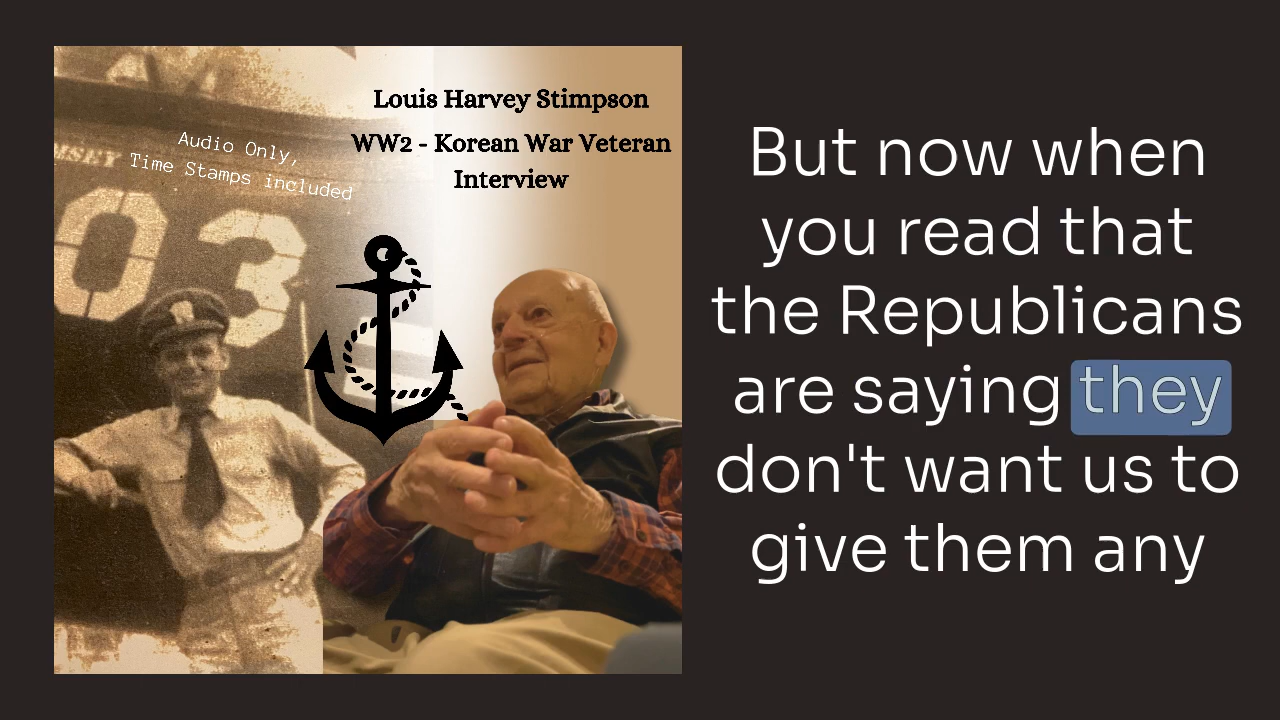 Louis Harvey Stimpson
WW2 - Korean War Veteran
Interview
Audio Only,
Time Stamps included
03
But now when
you read that
the Republicans
are saying they
don't want us to
give them any